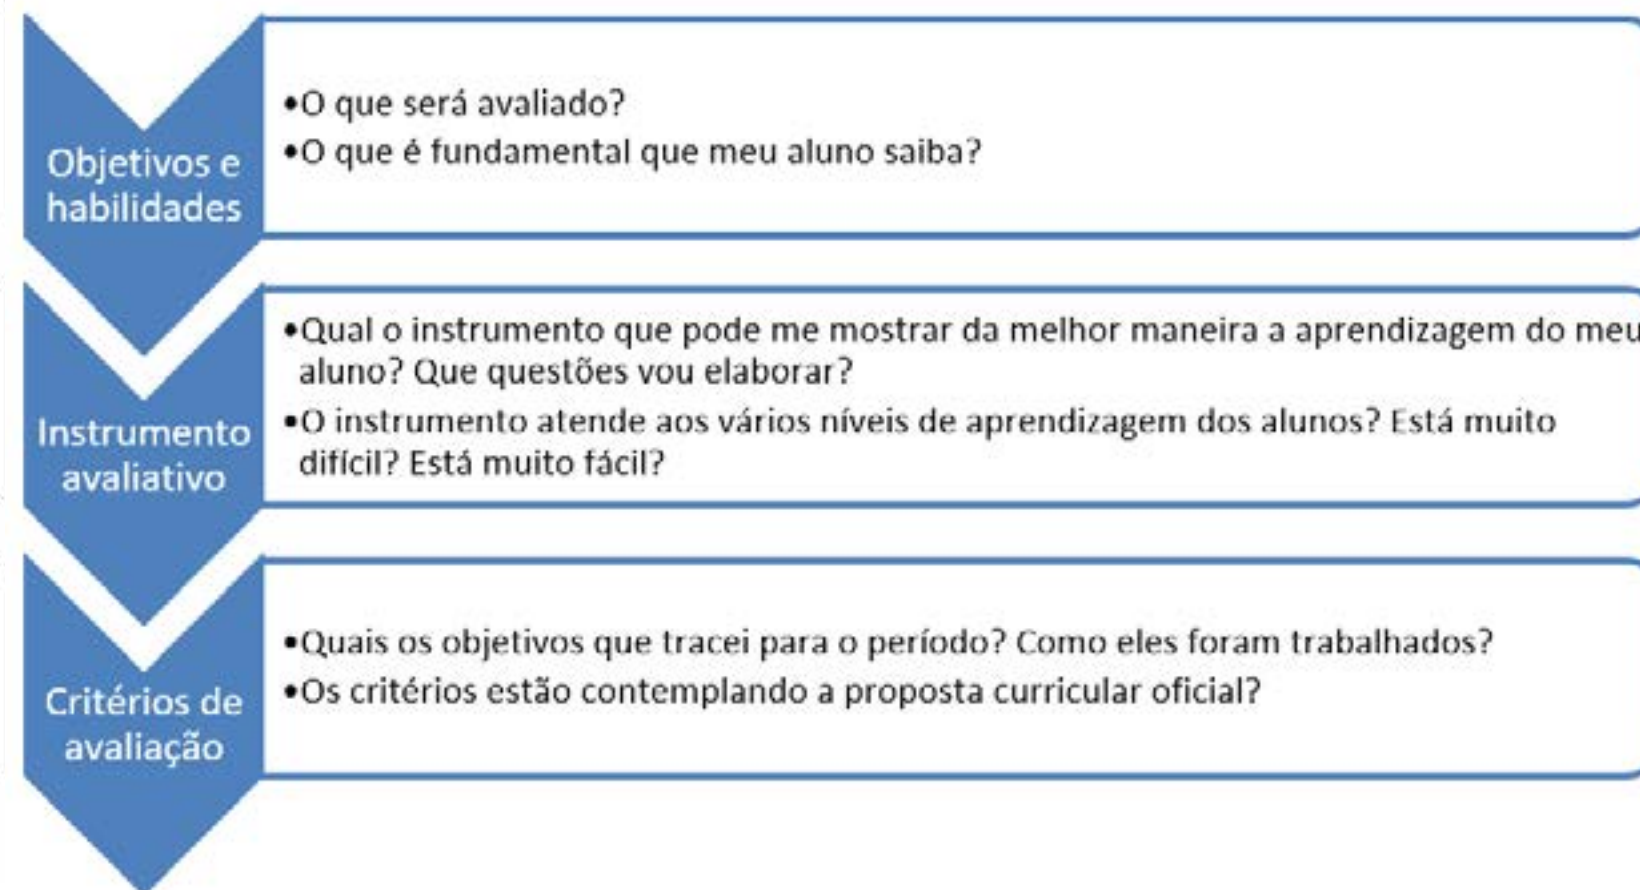 Objetivos e
habilidades
•O que será avaliado?
•O que é fundamental que meu aluno saiba?
Instrumento
avaliativo
•Qual o instrumento que pode me mostrar da melhor maneira a aprendizagem do meu
aluno? Que questões vou elaborar?
•O instrumento atende aos vários níveis de aprendizagem dos alunos? Está muito
difícil? Está muito fácil?
Critérios de
avaliação
•Quais os objetivos que tracei para o período? Como eles foram trabalhados?
•Os critérios estão contemplando a proposta curricular oficial?